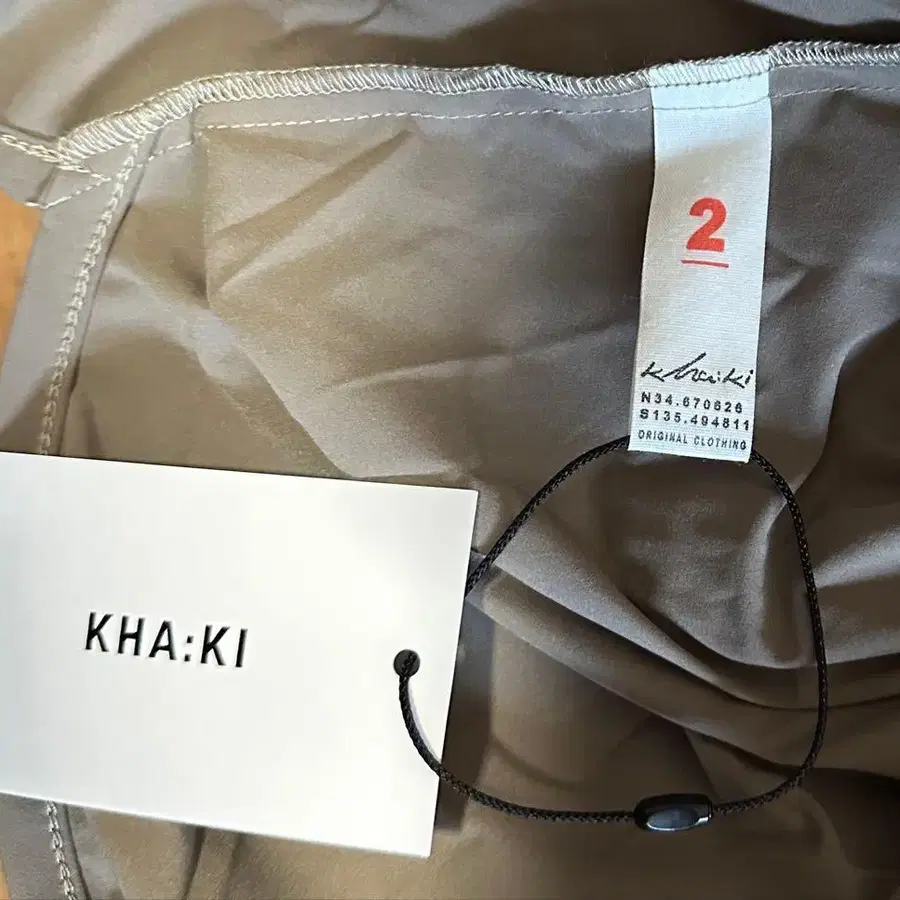 2
kha:ki
N34.670626
S135.494811
ORIGINAL CLOTHING
KHA:KI